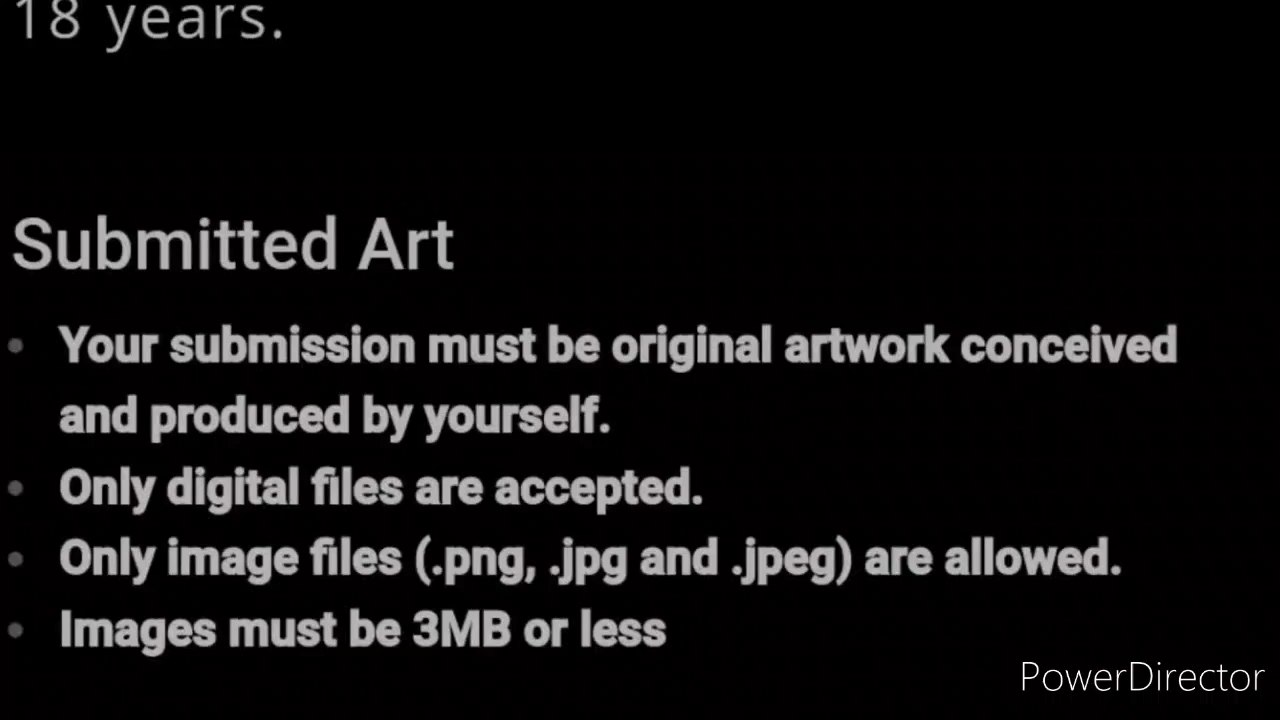 18 years.
Submitted Art
• Your submission must be original artwork conceived
and produced by yourself.
• Only digital files are accepted.
• Only image files (.png, .jpg and .jpeg) are allowed.
• Images must be 3MB or less
PowerDirector